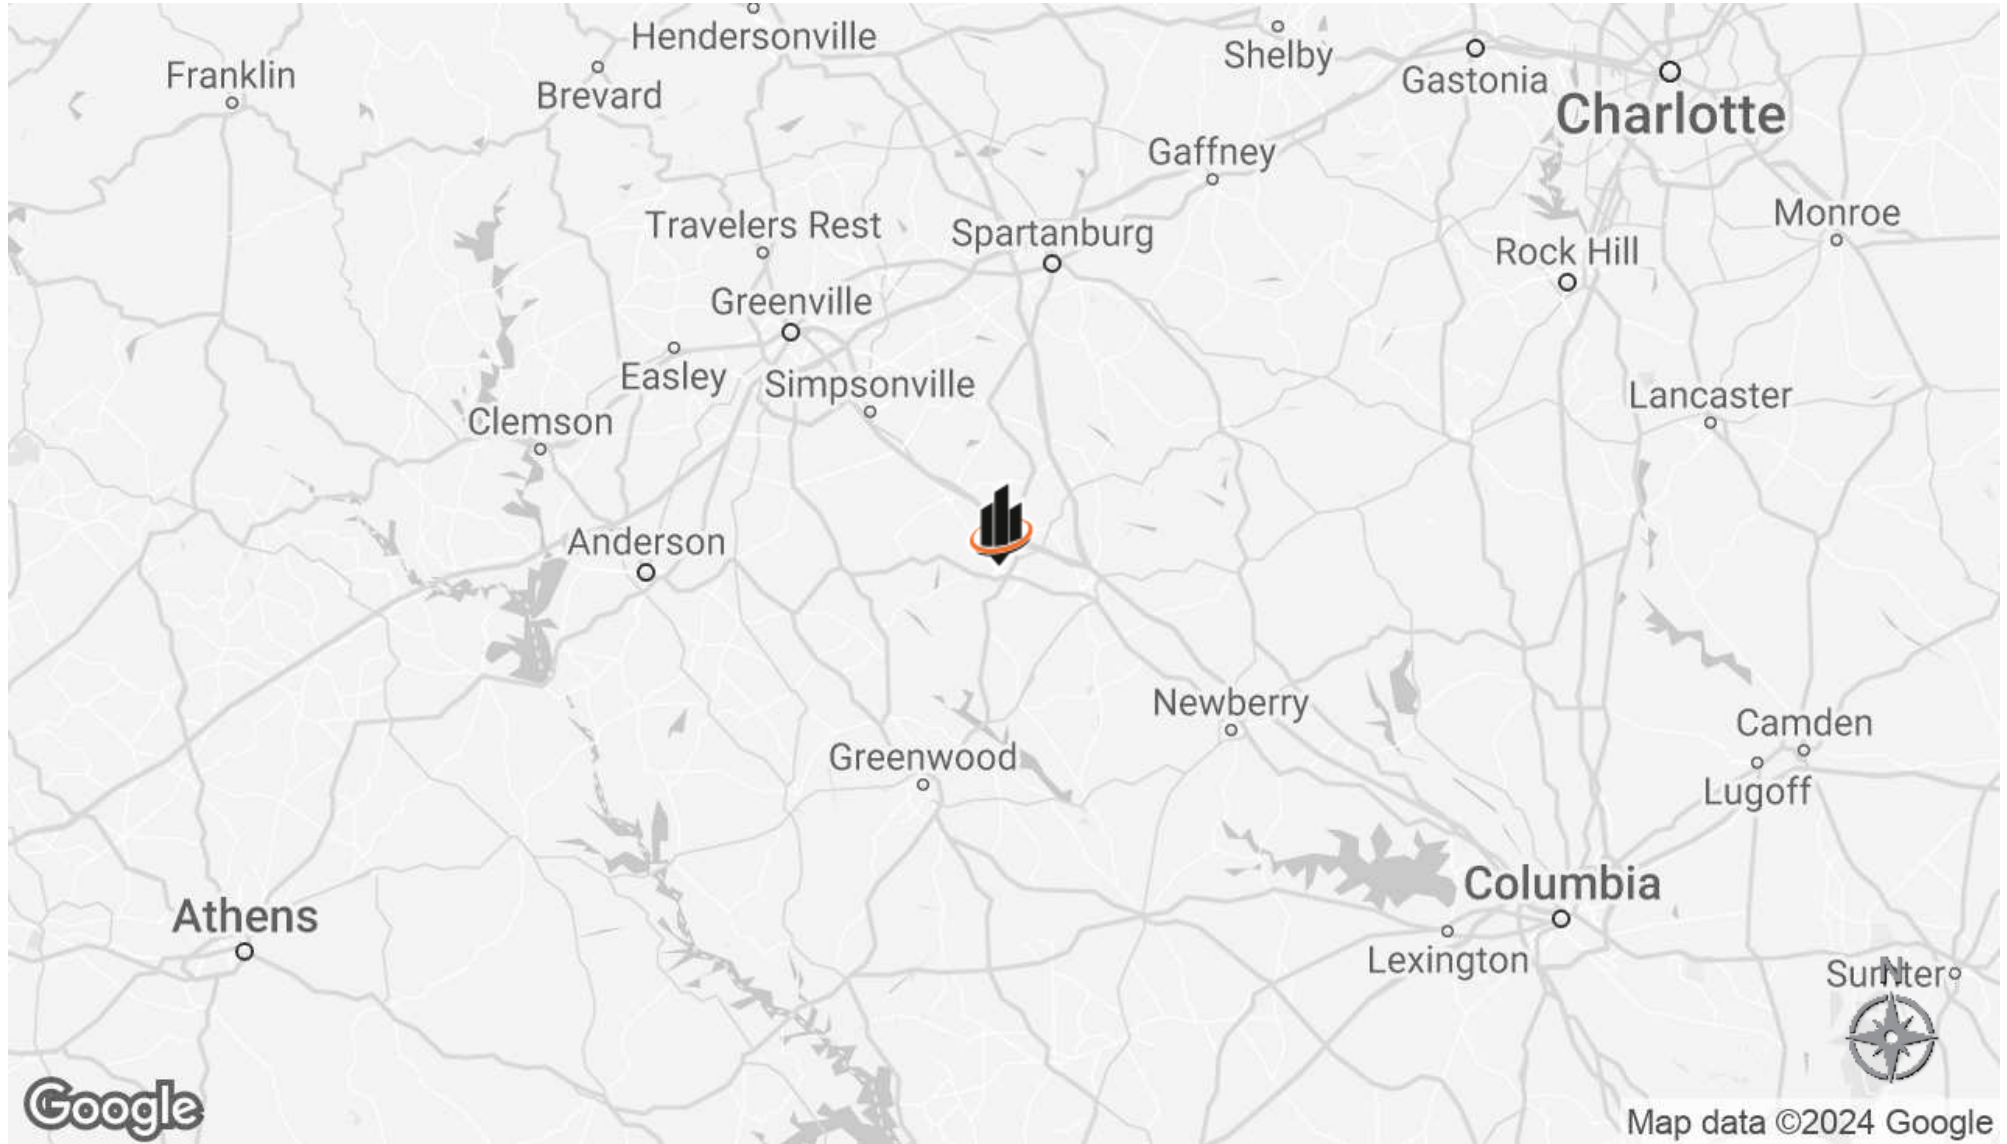 Hendersonville
Franklin
Brevard
Shelby
Gastonia
Charlotte
Gaffney
Travelers Rest
Spartanburg
Monroe
Rock Hill
Greenville
Easley
Simpsonville
Lancaster
Clemson
Anderson
Newberry
Camden
Greenwood
Lugoff
Columbia
Athens
Lexington
Sumter
N
Google
Map data ©2024 Google